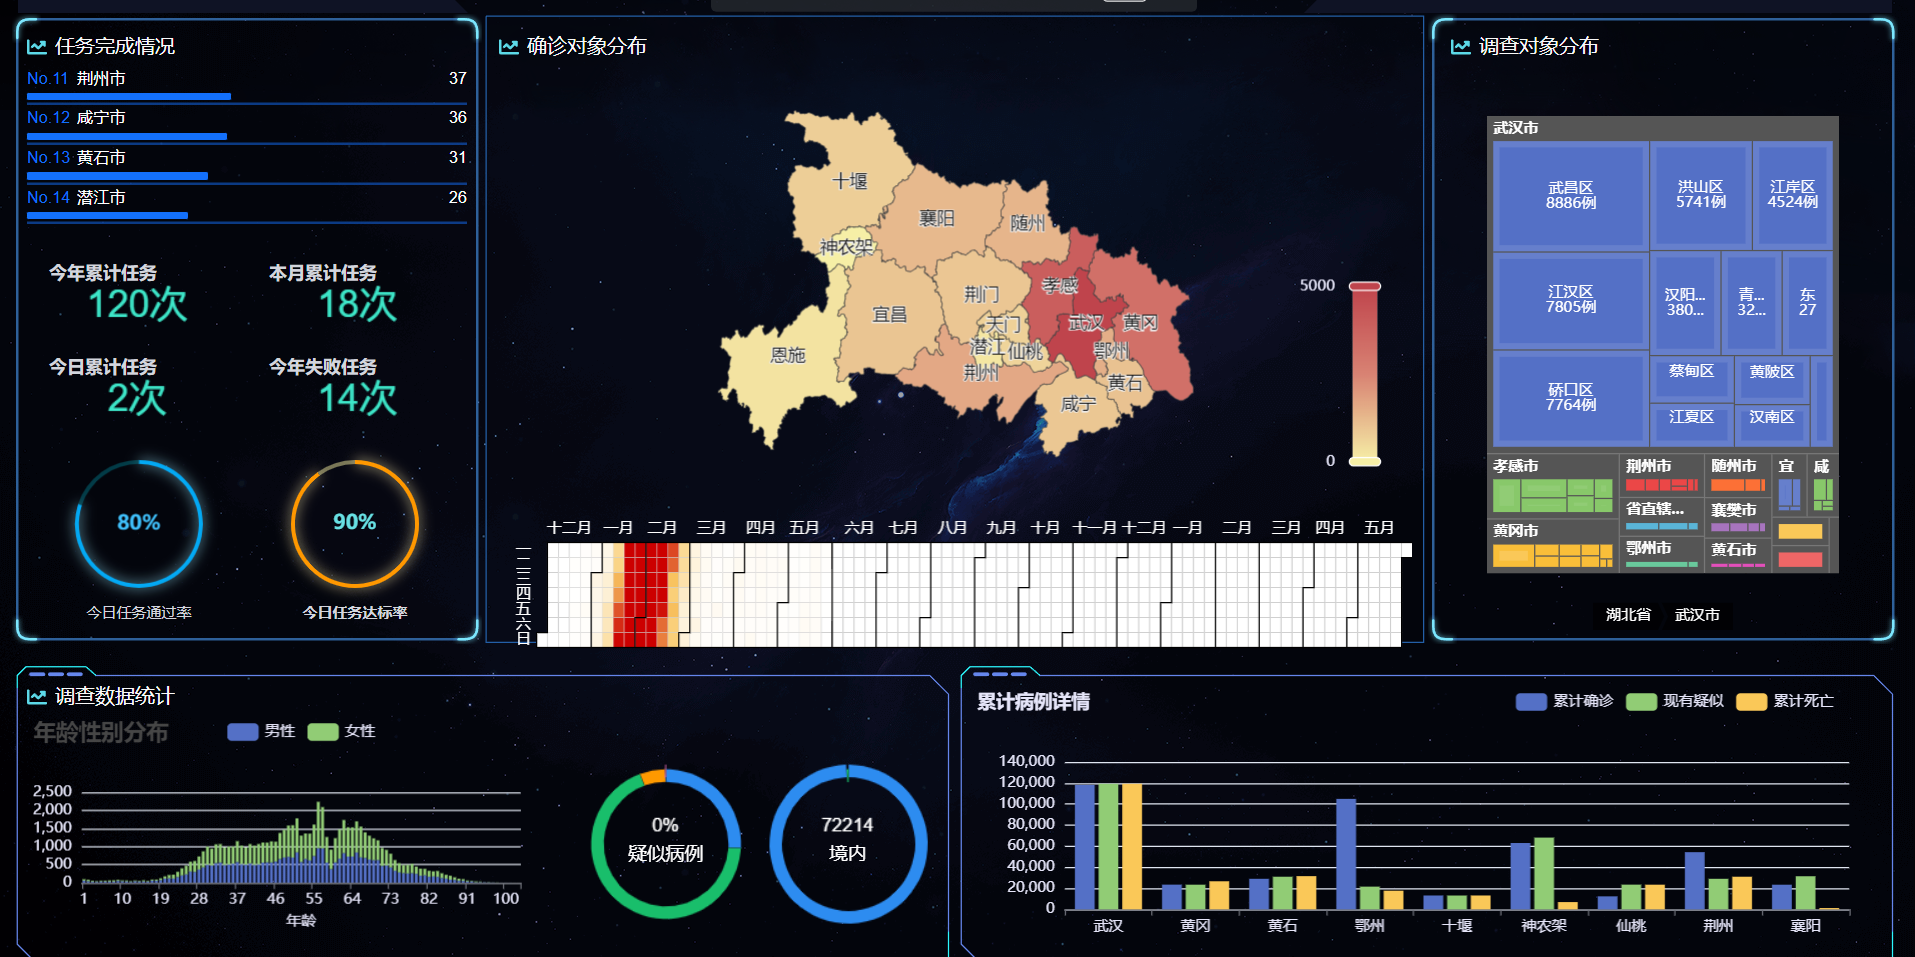 任务完成情况
No.11 荆州市 37
No.12 咸宁市 36
No.13 黄石市 31
No.14 潜江市 26
今年累计任务 本月累计任务
120次 18次
今日累计任务 今年失败任务
2次 14次
80% 90%
今日任务通过率 今日任务达标率
确诊对象分布
十堰
襄阳
随州
神农架
孝感
荆门
宜昌
武汉
黄冈
天门
潜江
仙桃
鄂州
恩施
荆州
黄石
咸宁
5000
0
十二月 一月 二月 三月 四月 五月 六月 七月 八月 九月 十月 十一月 十二月 一月 二月 三月 四月 五月
一
二
三
四
五
六
日
调查对象分布
武汉市
武昌区
8886例
洪山区
5741例
江岸区
4524例
江汉区
7805例
汉阳...
380...
青...
32...
东
27
硚口区
7764例
蔡甸区
黄陂区
江夏区
汉南区
孝感市
荆州市
随州市
宜
咸
省直辖...
襄樊市
黄冈市
鄂州市
黄石市
湖北省 武汉市
调查数据统计
年龄性别分布
男性 女性
2,500
2,000
1,500
1,000
500
0
1 10 19 28 37 46 55 64 73 82 91 100
年龄
0%
疑似病例
72214
境内
累计病例详情
累计确诊 现有疑似 累计死亡
140,000
120,000
100,000
80,000
60,000
40,000
20,000
0
武汉 黄冈 黄石 鄂州 十堰 神农架 仙桃 荆州 襄阳